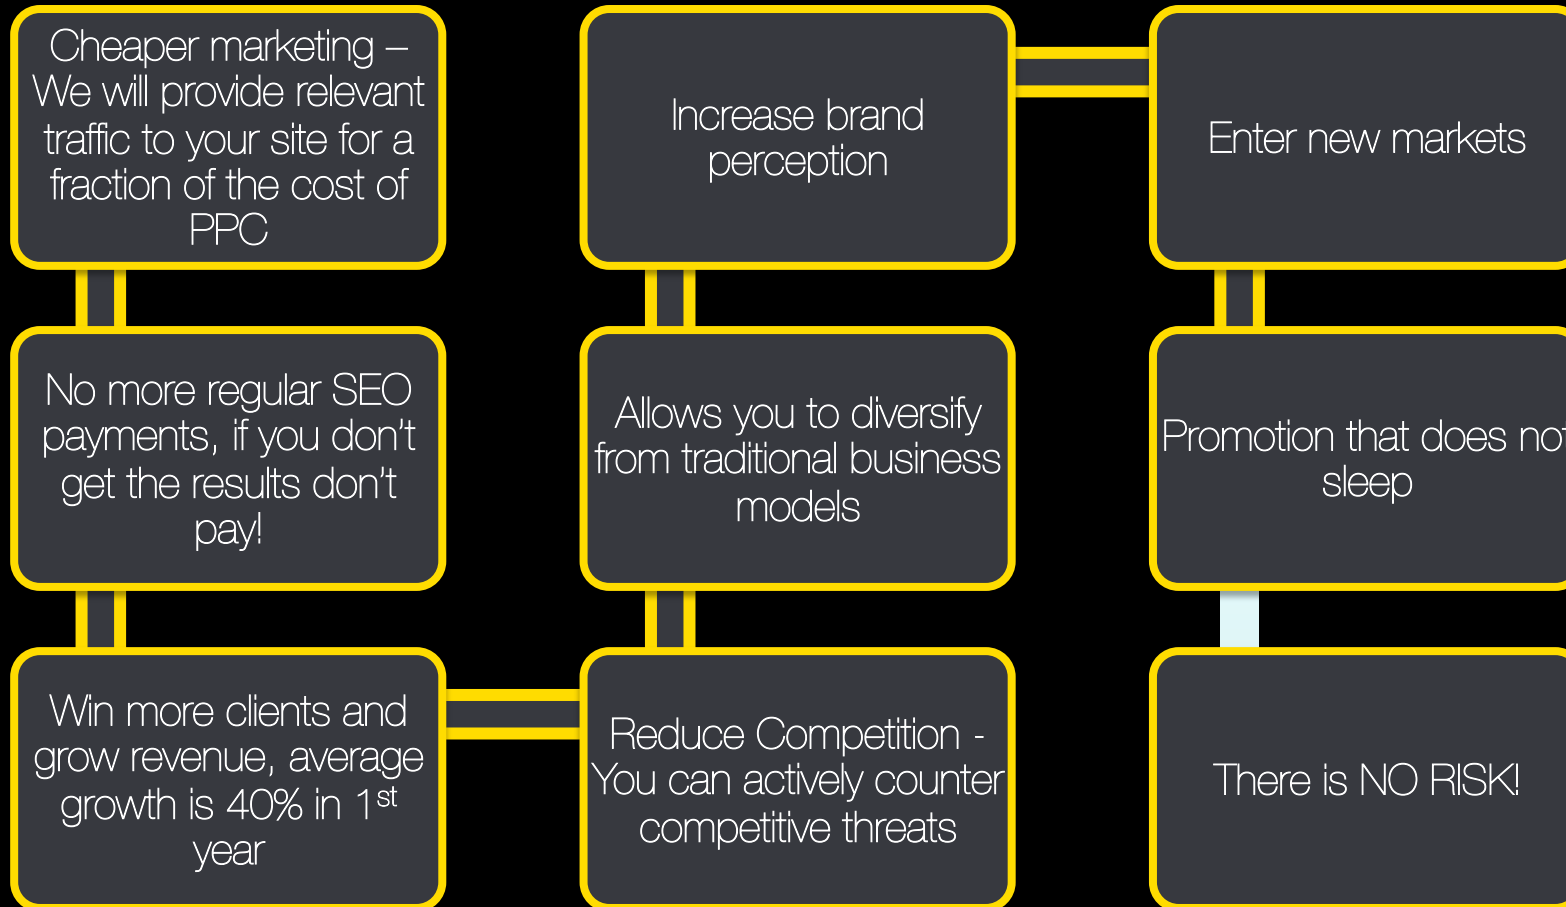 Cheaper marketing –
We will provide relevant
traffic to your site for a
fraction of the cost of
PPC
No more regular SEO
payments, if you don't
get the results don't
pay!
Win more clients and
grow revenue, average
growth is 40% in 1st
year
Reduce Competition -
You can actively counter
competitive threats
Allows you to diversify
from traditional business
models
Increase brand
perception
Enter new markets
Promotion that does not
sleep
There is NO RISK!